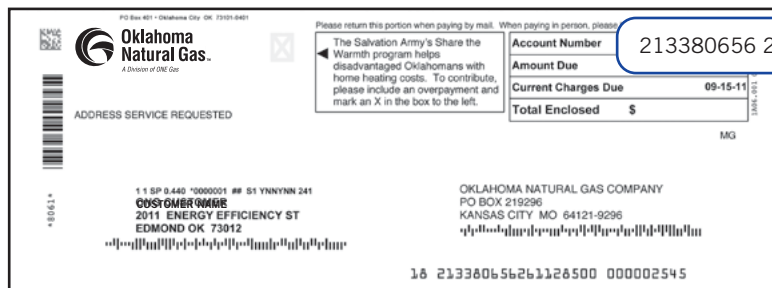 PO Box 401 • Oklahoma City OK 73101-0401
Oklahoma
Natural Gas™
A Division of ONE Gas
ADDRESS SERVICE REQUESTED
Please return this portion when paying by mail. When paying in person, please
The Salvation Army's Share the
Warmth program helps
disadvantaged Oklahomans with
home heating costs. To contribute,
please include an overpayment and
mark an X in the box to the left.
Account Number
213380656 2
Amount Due
Current Charges Due 09-15-11
Total Enclosed $
MG
*8061*
1 1 SP 0.440 *0000001 ## S1 YNNYNN 241
CUSTOMER NAME
2011 ENERGY EFFICIENCY ST
EDMOND OK 73012
OKLAHOMA NATURAL GAS COMPANY
PO BOX 219296
KANSAS CITY MO 64121-9296
18 213380656261128500 000002545